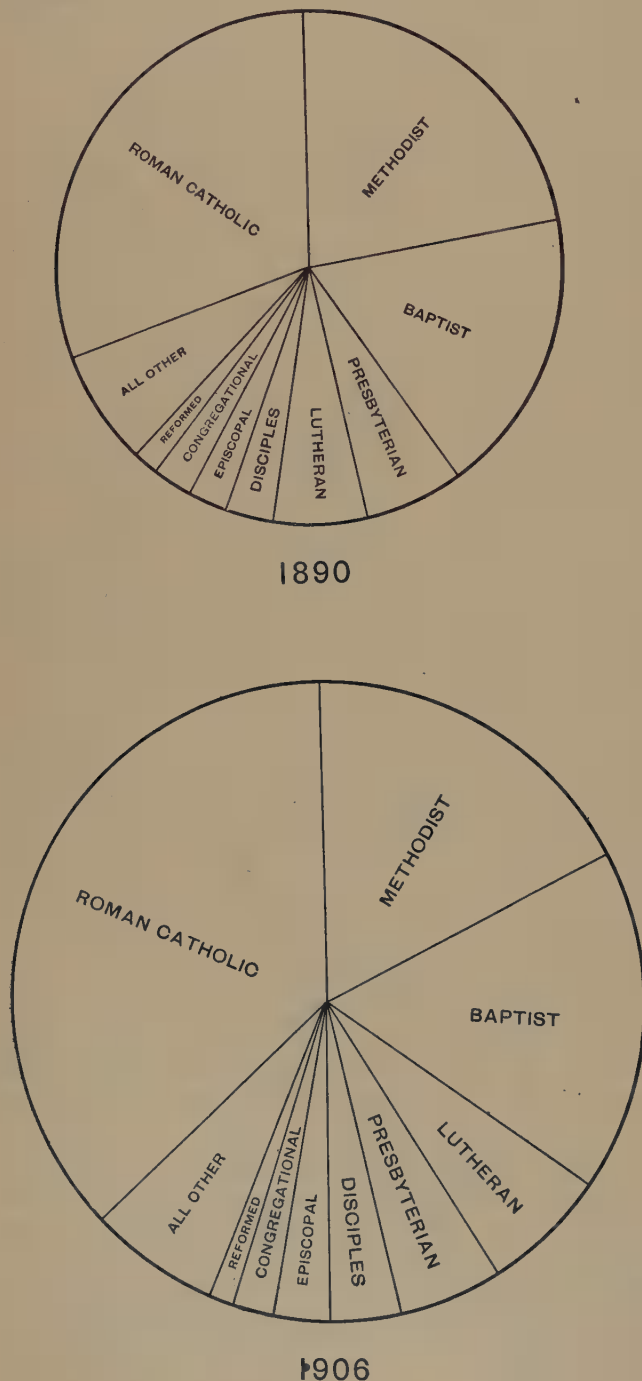 METHODIST
BAPTIST
PRESBYTERIAN
LUTHERAN
DISCIPLES
EPISCOPAL
CONGREGATIONAL
REFORMED
ALL OTHER
ROMAN CATHOLIC
1890
METHODIST
BAPTIST
LUTHERAN
PRESBYTERIAN
DISCIPLES
EPISCOPAL
CONGREGATIONAL
REFORMED
ALL OTHER
ROMAN CATHOLIC
1906